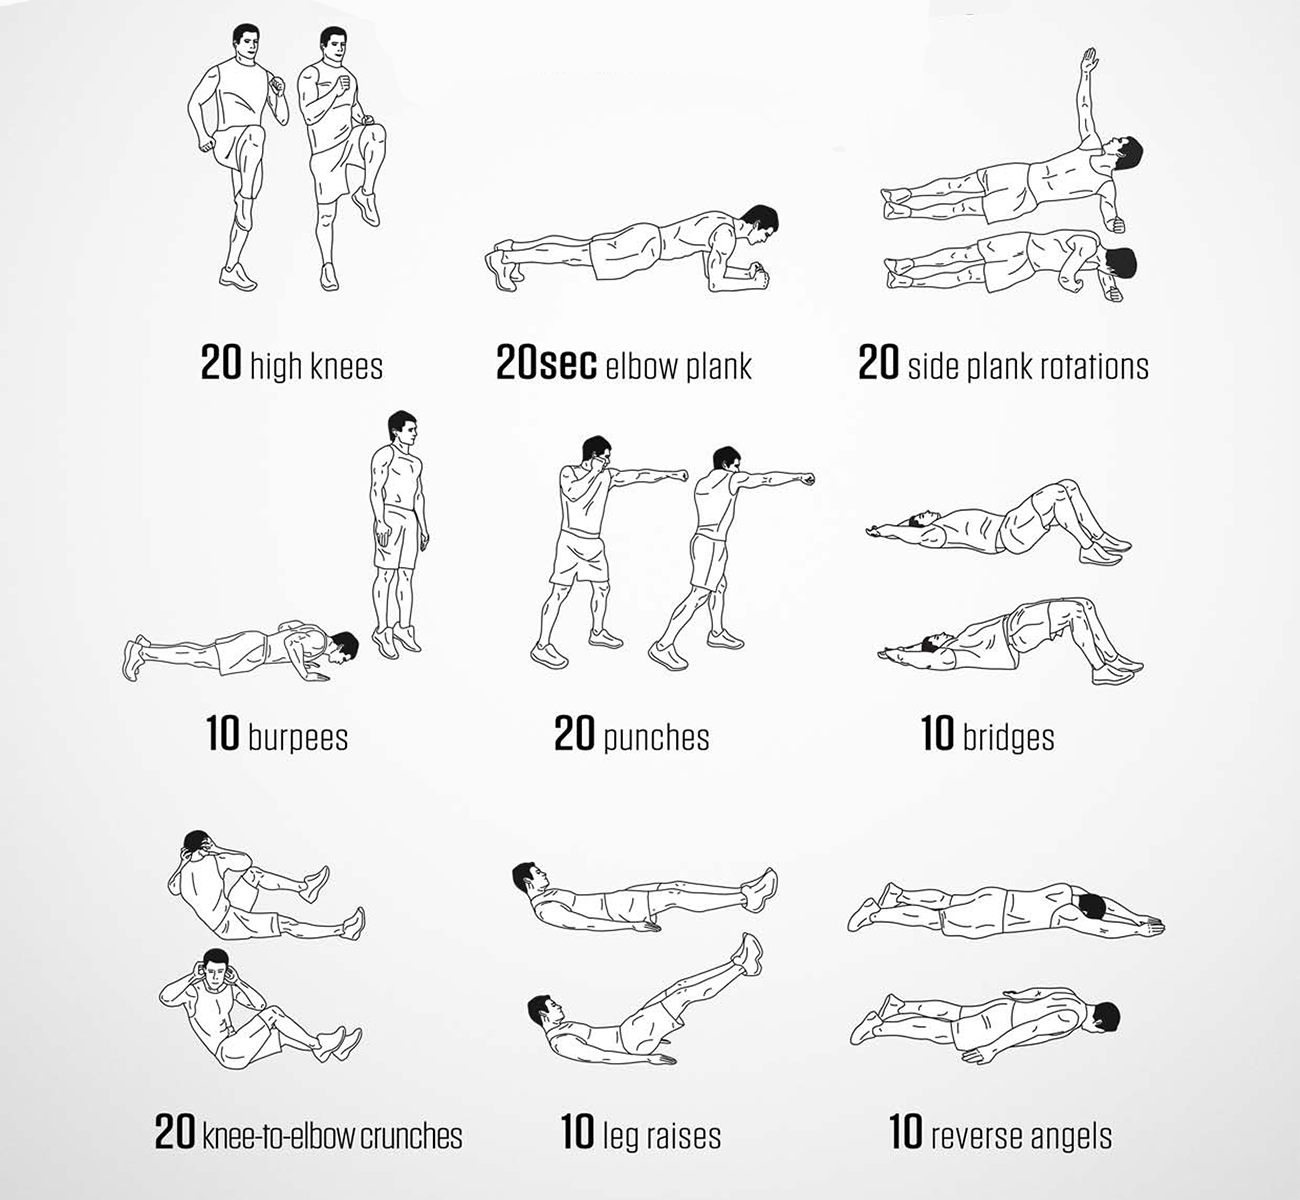 20 high knees
20sec elbow plank
20 side plank rotations
10 burpees
20 punches
10 bridges
20 knee-to-elbow crunches
10 leg raises
10 reverse angels